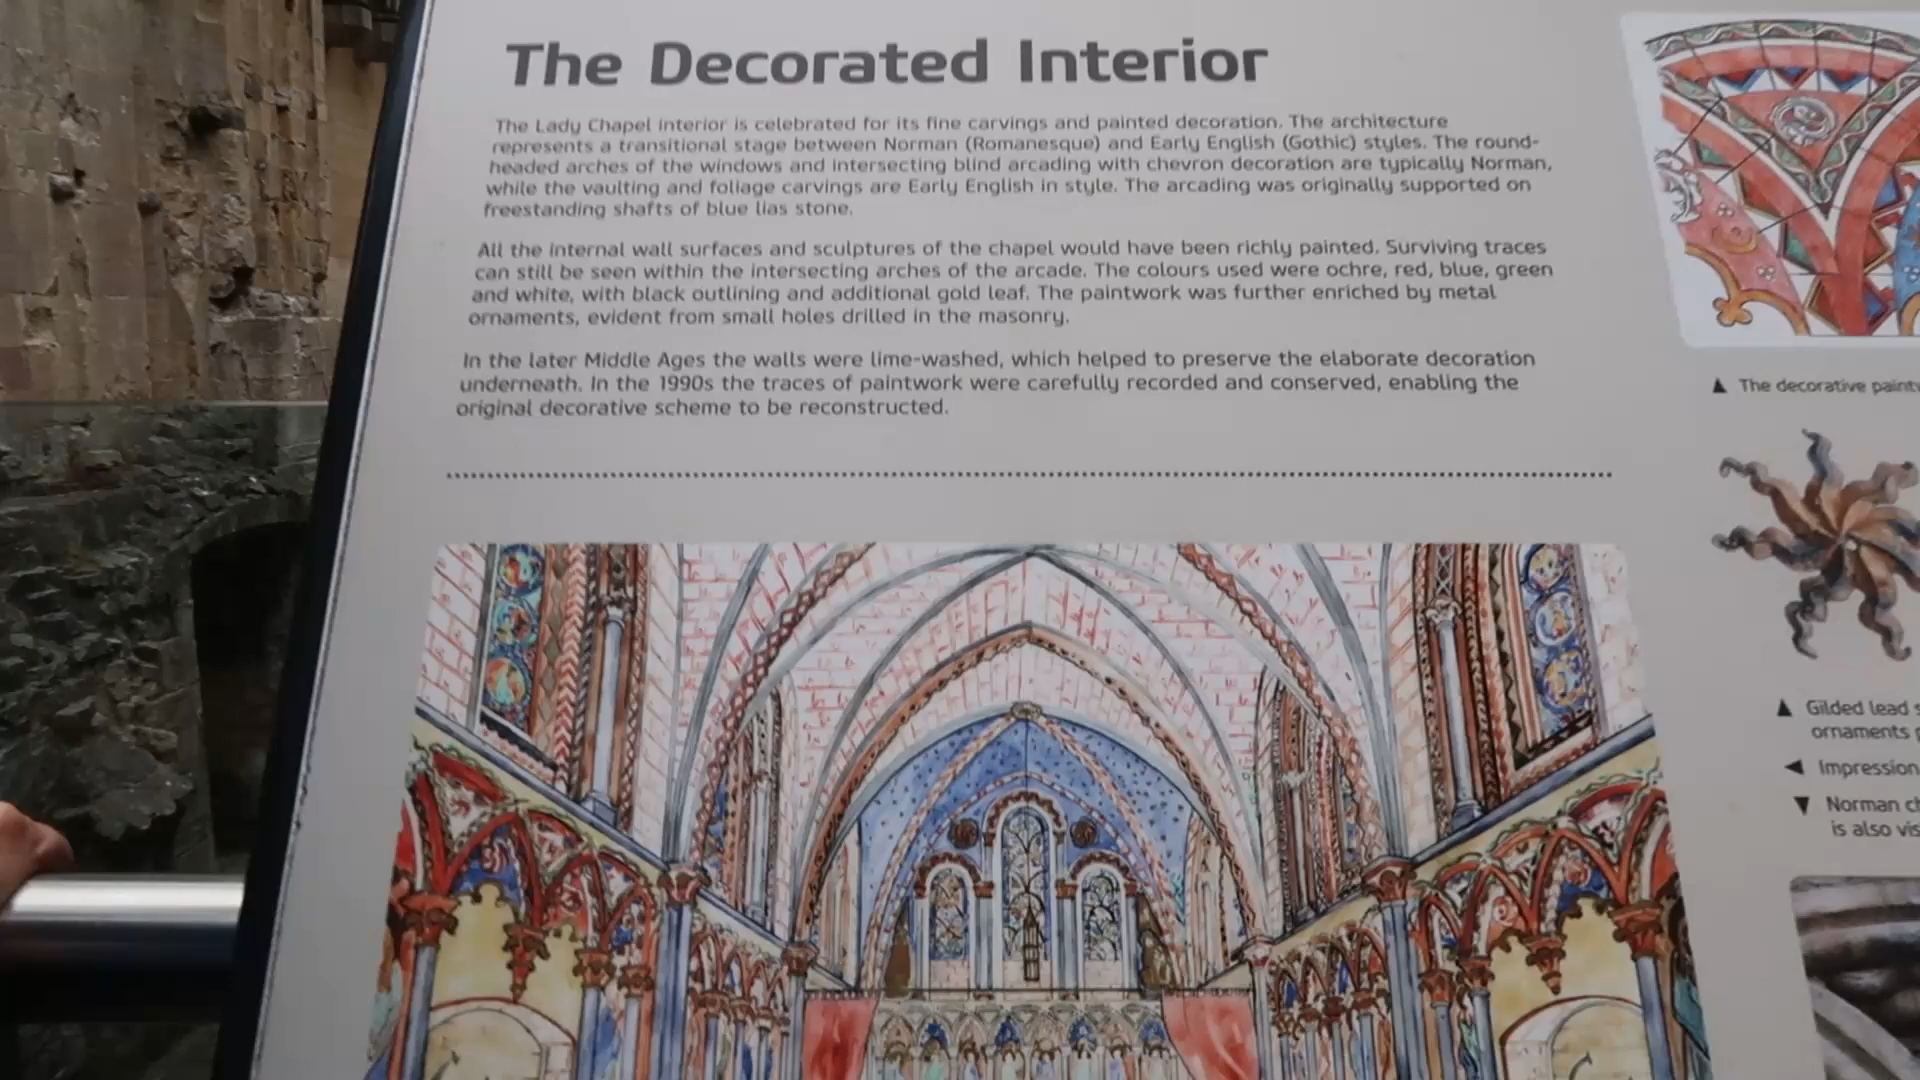 The Decorated Interior
The Lady Chapel interior is celebrated for its fine carvings and painted decoration. The architecture
represents a transitional stage between Norman (Romanesque) and Early English (Gothic) styles. The round-
headed arches of the windows and intersecting blind arcading with chevron decoration are typically Norman,
while the vaulting and foliage carvings are Early English in style. The arcading was originally supported on
freestanding shafts of blue lias stone.
All the internal wall surfaces and sculptures of the chapel would have been richly painted. Surviving traces
can still be seen within the intersecting arches of the arcade. The colours used were ochre, red, blue, green
and white, with black outlining and additional gold leaf. The paintwork was further enriched by metal
ornaments, evident from small holes drilled in the masonry.
In the later Middle Ages the walls were lime-washed, which helped to preserve the elaborate decoration
underneath. In the 1990s the traces of paintwork were carefully recorded and conserved, enabling the
original decorative scheme to be reconstructed.
▲ The decorative
▲ Gilded lead
ornaments
◀ Impression
▼ Norman
is also